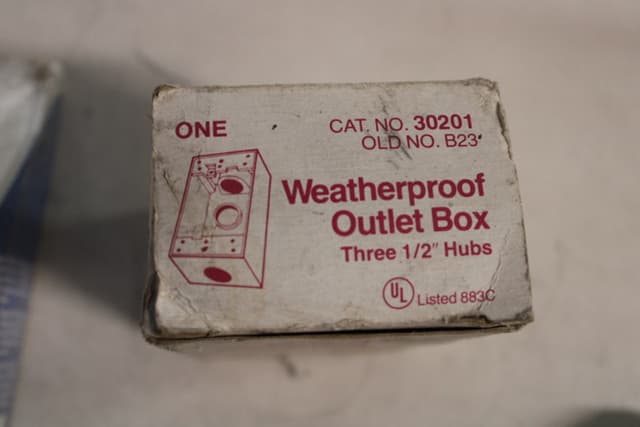 ONE
CAT. NO. 30201
OLD NO. B23
Weatherproof
Outlet Box
Three 1/2" Hubs
UL Listed 883C